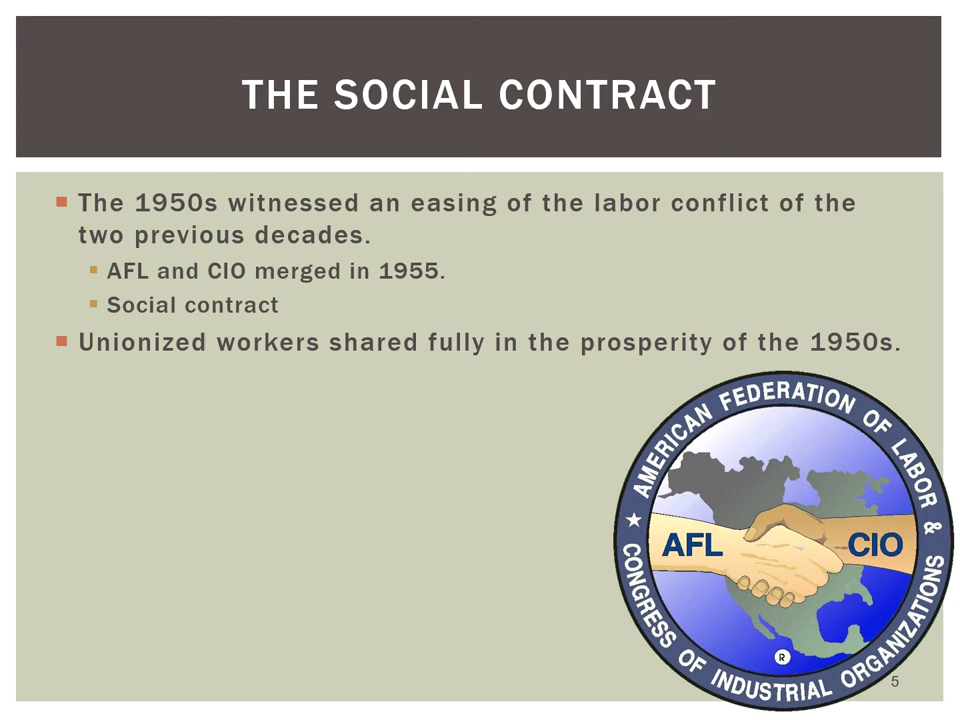 THE SOCIAL CONTRACT
The 1950s witnessed an easing of the labor conflict of the
two previous decades.
AFL and CIO merged in 1955.
Social contract
Unionized workers shared fully in the prosperity of the 1950s.
AMERICAN FEDERATION OF LABOR &
AFL CIO
CONGRESS OF INDUSTRIAL ORGANIZATIONS
®
5